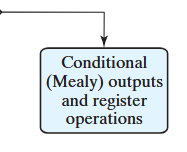 Conditional
(Mealy) outputs
and register
operations